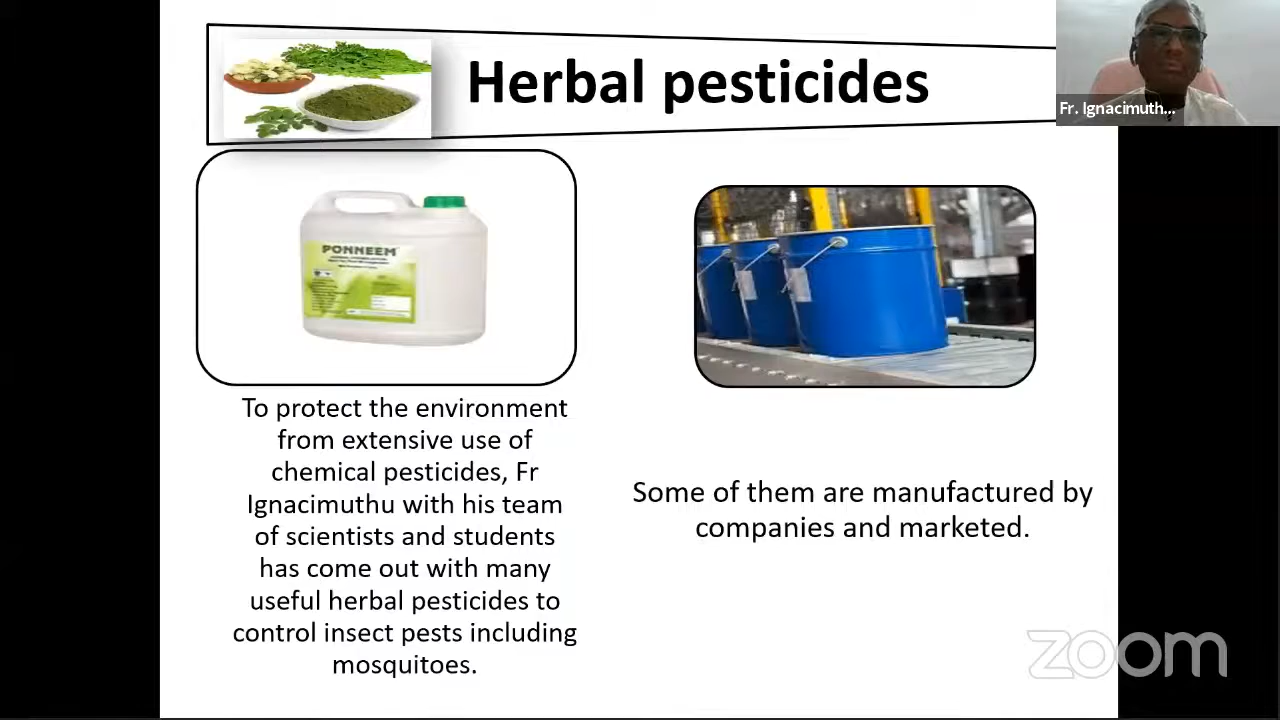 Herbal pesticides
Fr. Ignacimuth...
PONNEEM
To protect the environment
from extensive use of
chemical pesticides, Fr
Ignacimuthu with his team
of scientists and students
has come out with many
useful herbal pesticides to
control insect pests including
mosquitoes.
Some of them are manufactured by
companies and marketed.
zoom